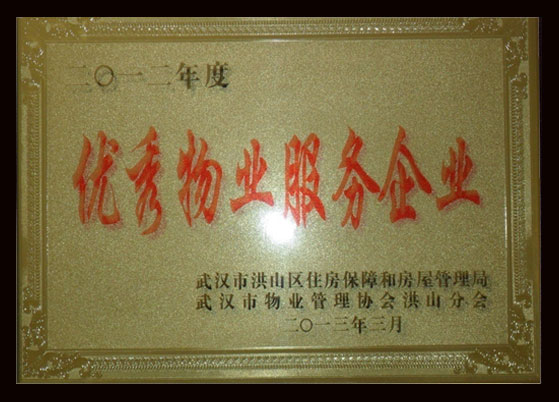 二〇一二年度
优秀物业服务企业
武汉市洪山区住房保障和房屋管理局
武汉市物业管理协会洪山分会
二〇一三年三月